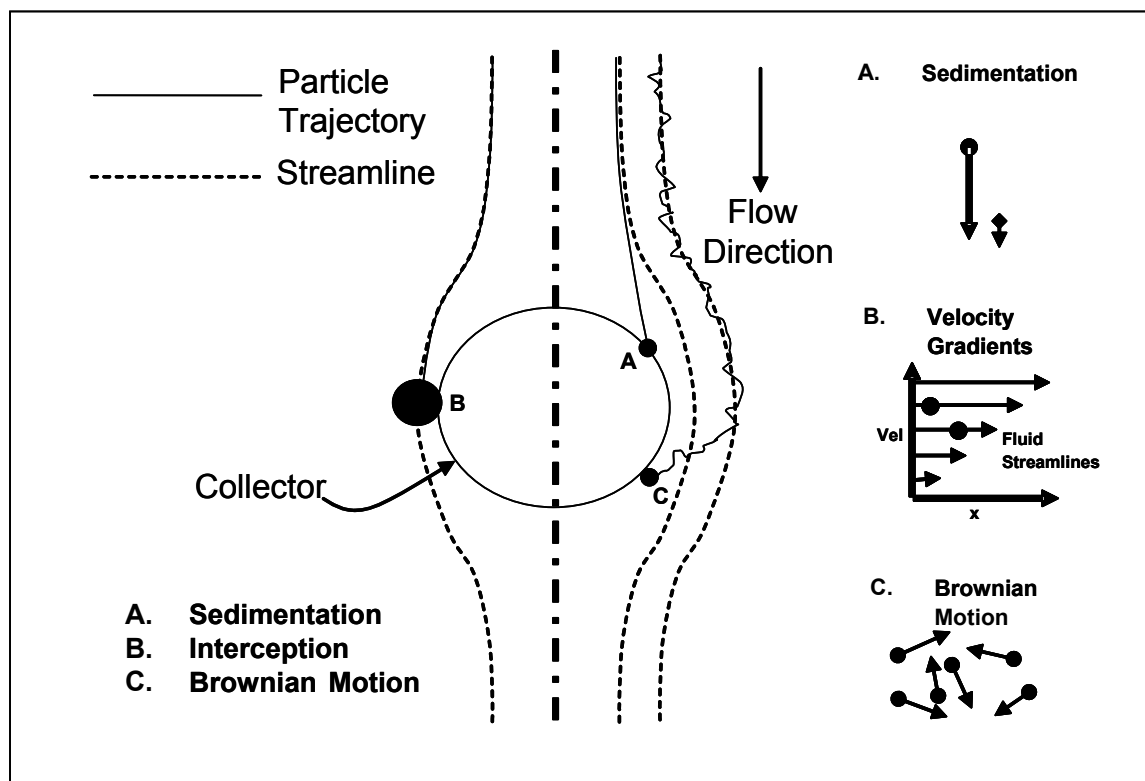 Particle
Trajectory
Streamline
Flow
Direction
A
B
C
Collector
A. Sedimentation
B. Interception
C. Brownian Motion
A. Sedimentation
B. Velocity
Gradients
Vel
Fluid
Streamlines
x
C. Brownian
Motion